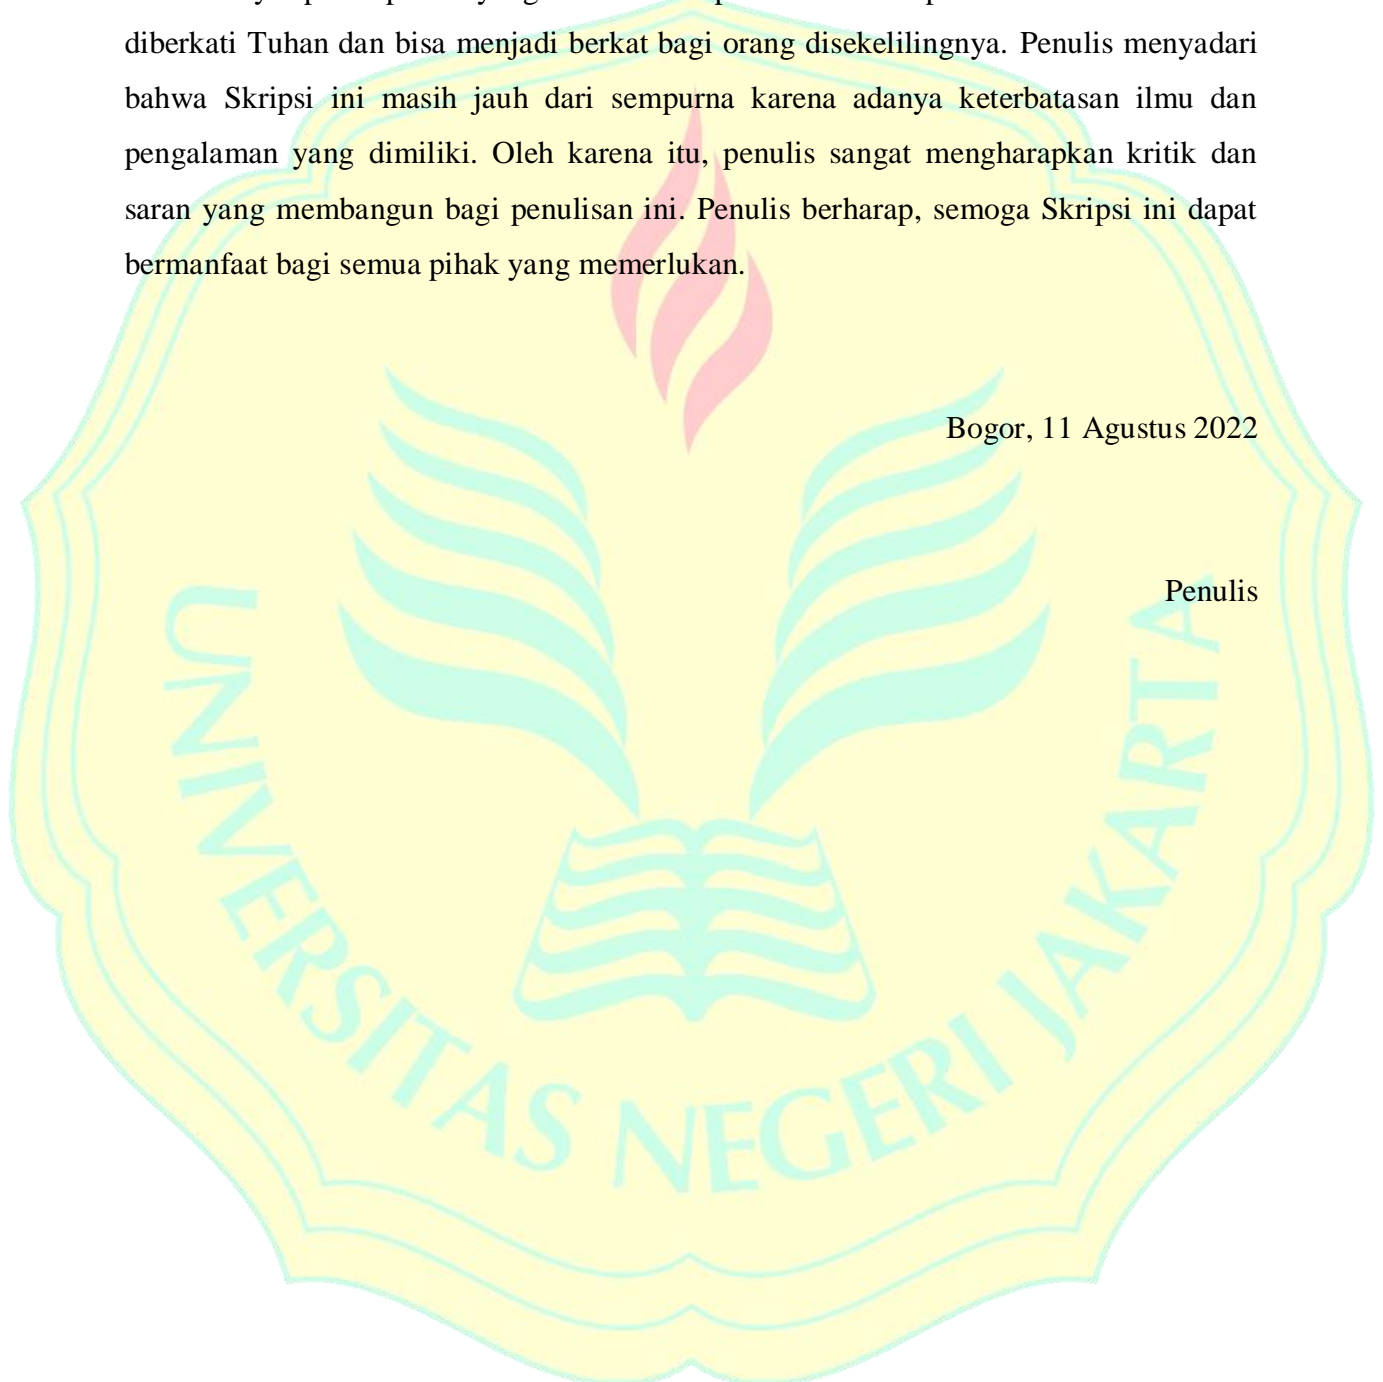 diberkati Tuhan dan bisa menjadi berkat bagi orang disekelilingnya. Penulis menyadari
bahwa Skripsi ini masih jauh dari sempurna karena adanya keterbatasan ilmu dan
pengalaman yang dimiliki. Oleh karena itu, penulis sangat mengharapkan kritik dan
saran yang membangun bagi penulisan ini. Penulis berharap, semoga Skripsi ini dapat
bermanfaat bagi semua pihak yang memerlukan.
Bogor, 11 Agustus 2022
Penulis
UNIVERSITAS NEGERI JAKARTA